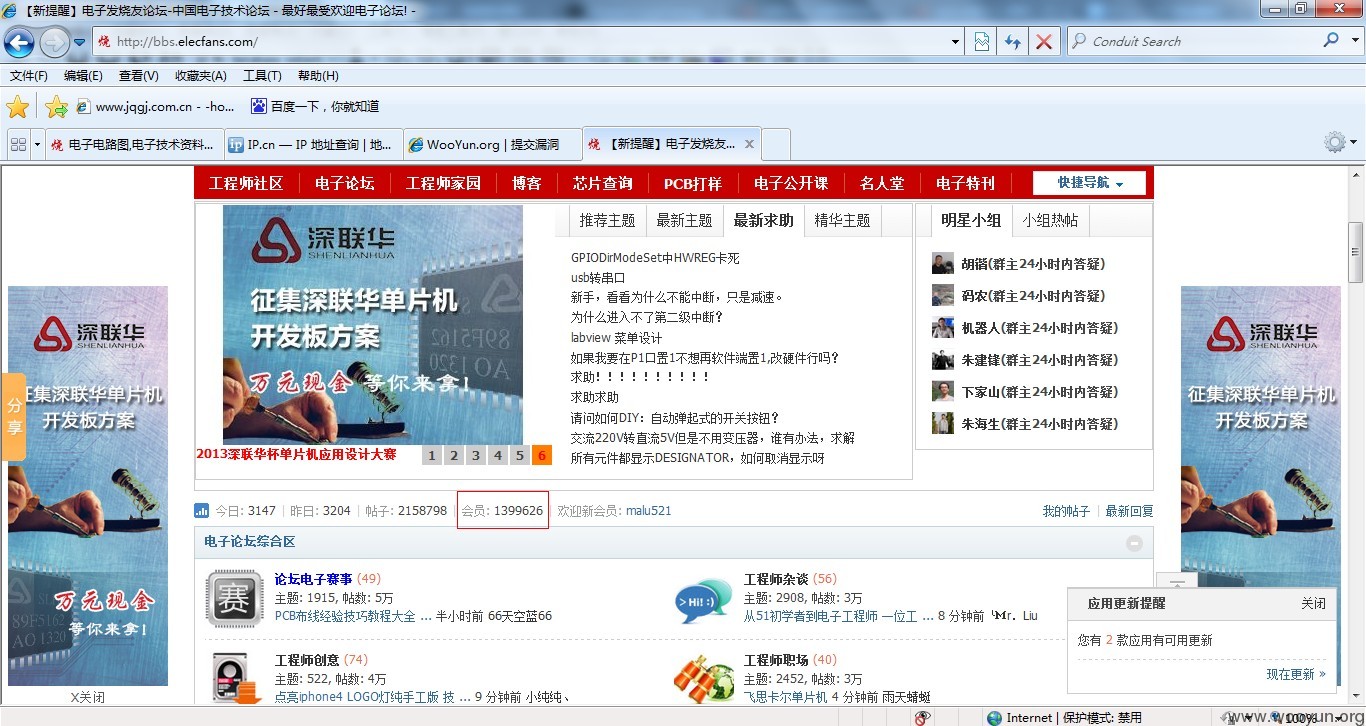 【新提醒】电子发烧友论坛-中国电子技术论坛 - 最好最受欢迎电子论坛! -
http://bbs.elecfans.com/
Conduit Search
文件(F) 编辑(E) 查看(V) 收藏夹(A) 工具(T) 帮助(H)
www.jqgj.com.cn - -ho... 百度一下，你就知道
电子电路图,电子技术资料... IP.cn — IP 地址查询 | 地... WooYun.org | 提交漏洞 【新提醒】电子发烧友...
工程师社区 电子论坛 工程师家园 博客 芯片查询 PCB打样 电子公开课 名人堂 电子特刊 快捷导航
深联华
SHENLIANHUA
征集深联华单片机
开发板方案
万元现金 等你来拿!
2013深联华杯单片机应用设计大赛
1 2 3 4 5 6
推荐主题 最新主题 最新求助 精华主题
GPIODirModeSet中HWREG卡死
usb转串口
新手，看看为什么不能中断，只是减速。
为什么进入不了第二级中断？
labview 菜单设计
如果我要在P1口置1不想再软件端置1,改硬件行吗？
求助！！！！！！！！！！
求助求助
请问如何DIY：自动弹起式的开关按钮？
交流220V转直流5V但是不用变压器，谁有办法，求解
所有元件都显示DESIGNATOR，如何取消显示呀
明星小组 小组热帖
胡锴(群主24小时内答疑)
码农(群主24小时内答疑)
机器人(群主24小时内答疑)
朱建锋(群主24小时内答疑)
下家山(群主24小时内答疑)
朱海生(群主24小时内答疑)
深联华
SHENLIANHUA
征集深联华单片机
开发板方案
89F5162
AO1320
万元现金
等你来拿!
X关闭
分享
深联华
SHENLIANHUA
征集深联华单片机
开发板方案
今日: 3147 昨日: 3204 帖子: 2158798 会员: 1399626 欢迎新会员: malu521
我的帖子 最新回复
电子论坛综合区
论坛电子赛事 (49)
主题: 1915, 帖数: 5万
PCB布线经验技巧教程大全 ... 半小时前 66天空蓝66
赛
工程师杂谈 (56)
主题: 2908, 帖数: 3万
从51初学者到电子工程师 一位工 ... 8 分钟前 ╰Mr. Liu
>Hi! :)
工程师创意 (74)
主题: 522, 帖数: 4万
点亮iphone4 LOGO灯纯手工版 技 ... 9 分钟前 小纯纯、
工程师职场 (40)
主题: 2452, 帖数: 3万
飞思卡尔单片机 4 分钟前 雨天蜻蜓
应用更新提醒 关闭
您有 2 款应用有可用更新
现在更新 »
Internet | 保护模式: 禁用
100%
www.wooyun.org